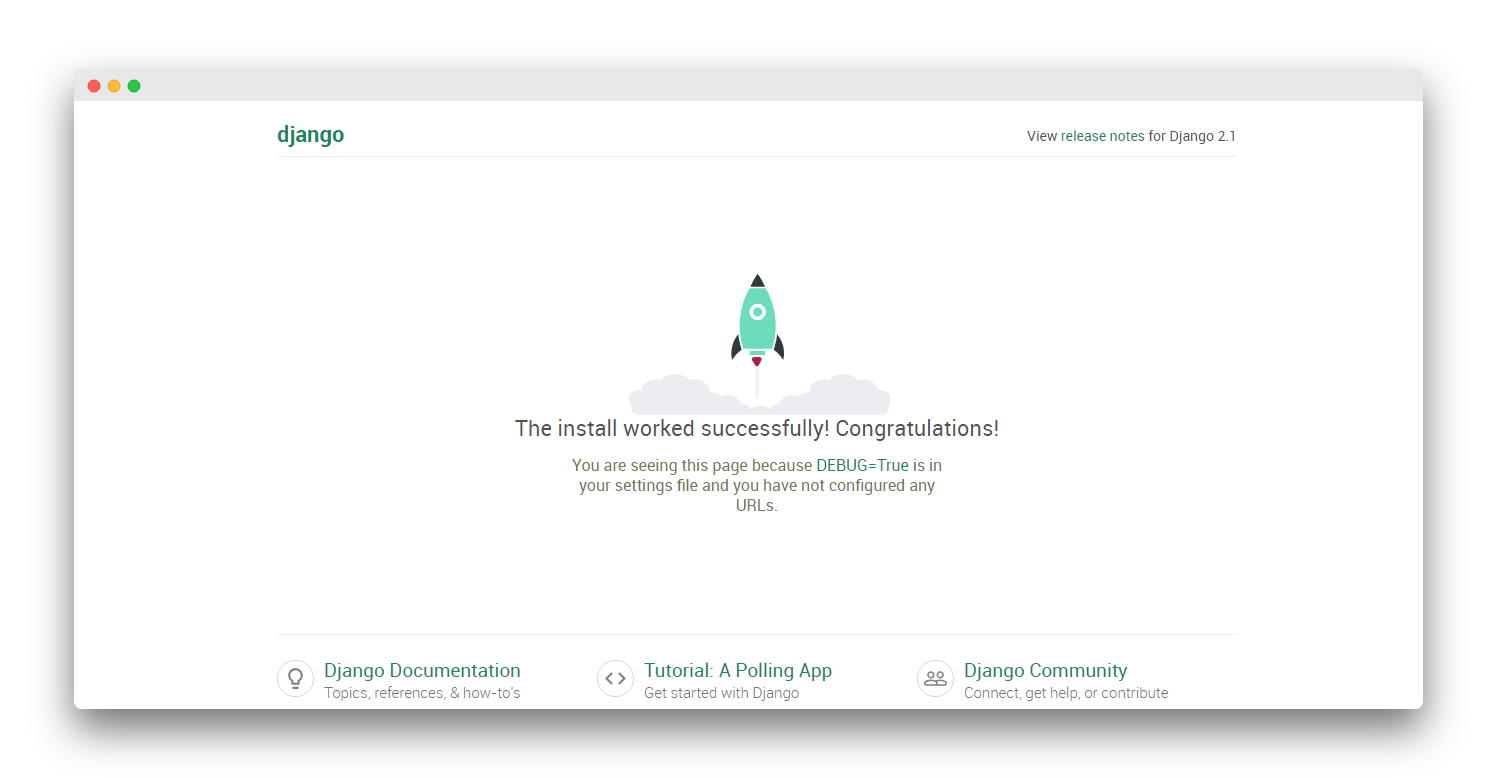 django
View release notes for Django 2.1
The install worked successfully! Congratulations!
You are seeing this page because DEBUG=True is in
your settings file and you have not configured any
URLs.
Django Documentation
Topics, references, & how-to's
Tutorial: A Polling App
Get started with Django
Django Community
Connect, get help, or contribute